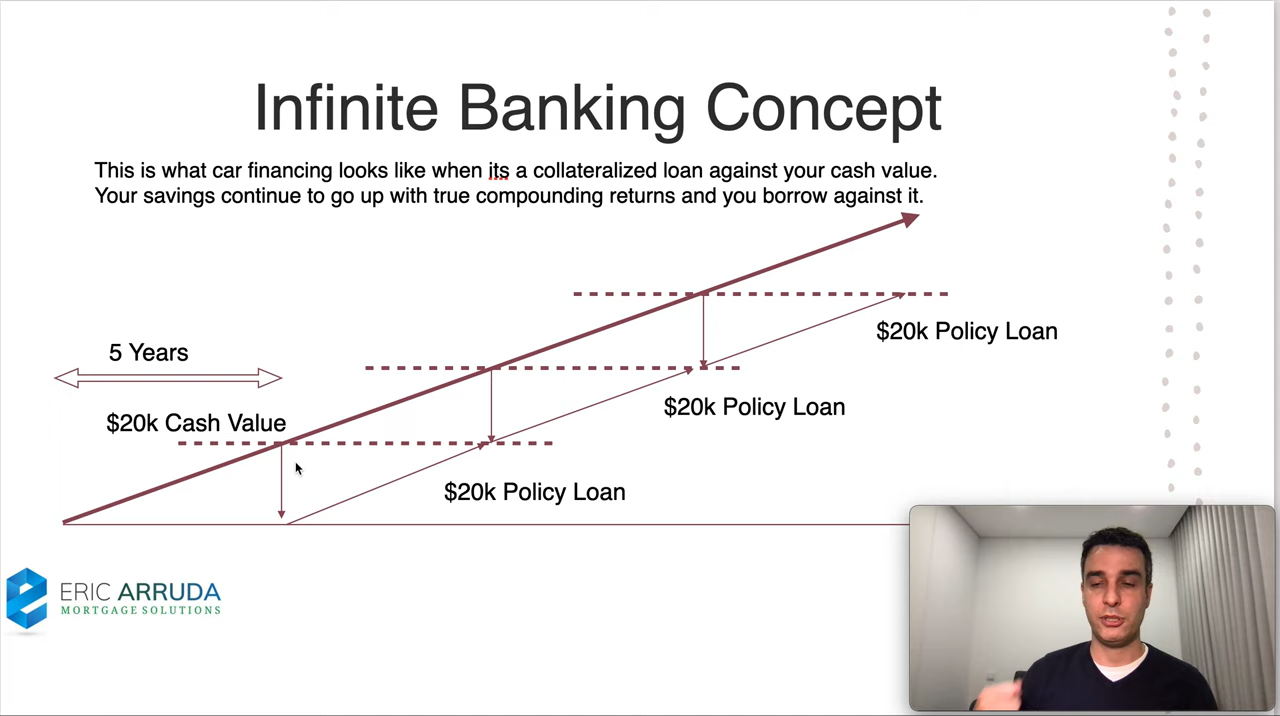 Infinite Banking Concept
This is what car financing looks like when its a collateralized loan against your cash value.
Your savings continue to go up with true compounding returns and you borrow against it.
$20k Policy Loan
5 Years
$20k Policy Loan
$20k Cash Value
$20k Policy Loan
ERIC ARRUDA
MORTGAGE SOLUTIONS